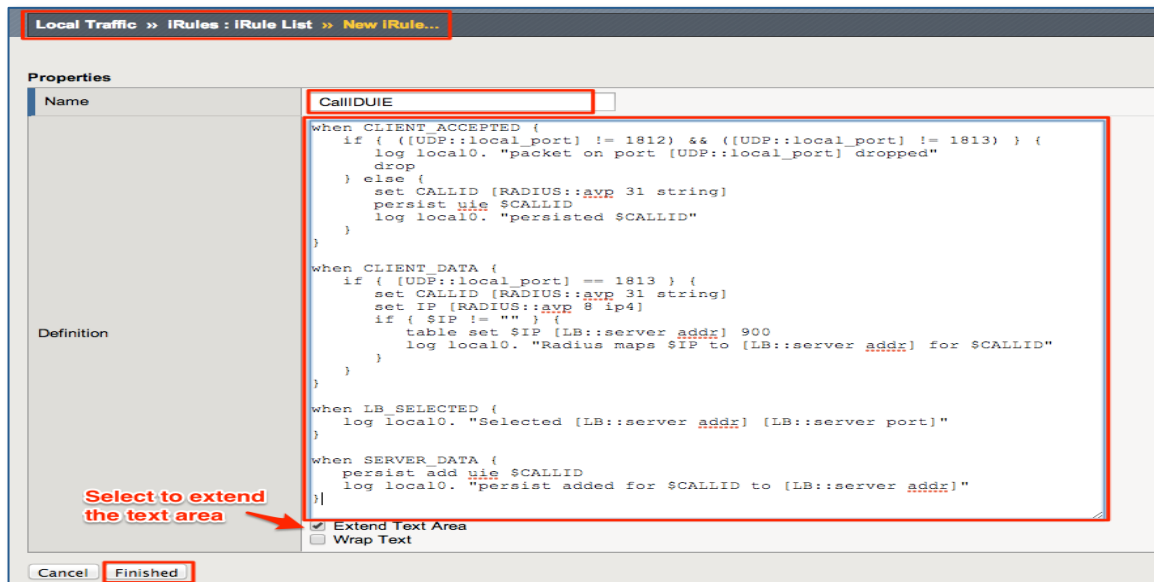 Local Traffic » iRules : iRule List » New iRule...
Properties
Name
CallIDUIE
Definition
when CLIENT_ACCEPTED {
if { ([UDP::local_port] != 1812) && ([UDP::local_port] != 1813) } {
log local0. "packet on port [UDP::local_port] dropped"
drop
} else {
set CALLID [RADIUS::avp 31 string]
persist uie $CALLID
log local0. "persisted $CALLID"
}
}
when CLIENT_DATA {
if { [UDP::local_port] == 1813 } {
set CALLID [RADIUS::avp 31 string]
set IP [RADIUS::avp 8 ip4]
if { $IP != "" } {
table set $IP [LB::server addr] 900
log local0. "Radius maps $IP to [LB::server addr] for $CALLID"
}
}
}
when LB_SELECTED {
log local0. "Selected [LB::server addr] [LB::server port]"
}
when SERVER_DATA {
persist add uie $CALLID
log local0. "persist added for $CALLID to [LB::server addr]"
}
Select to extend
the text area
Extend Text Area
Wrap Text
Cancel Finished